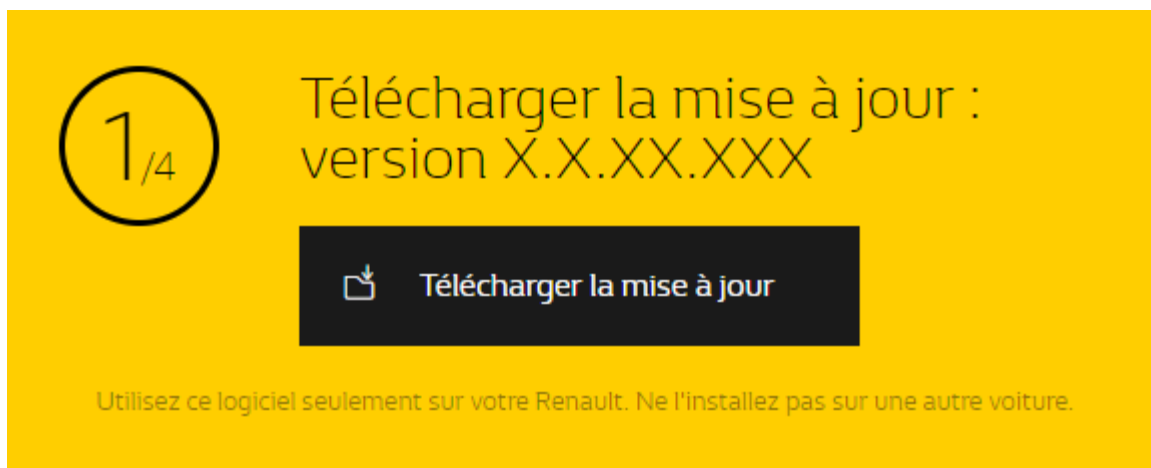 1/4
Télécharger la mise à jour :
version X.X.XX.XXX
Télécharger la mise à jour
Utilisez ce logiciel seulement sur votre Renault. Ne l'installez pas sur une autre voiture.